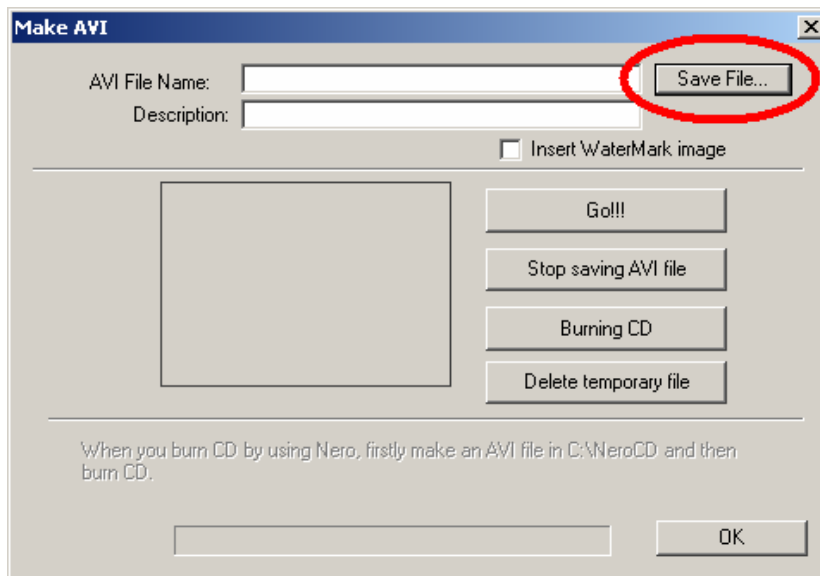 Make AVI
AVI File Name:
Save File...
Description:
Insert WaterMark image
Go!!!
Stop saving AVI file
Burning CD
Delete temporary file
When you burn CD by using Nero, firstly make an AVI file in C:\NeroCD and then
burn CD.
OK